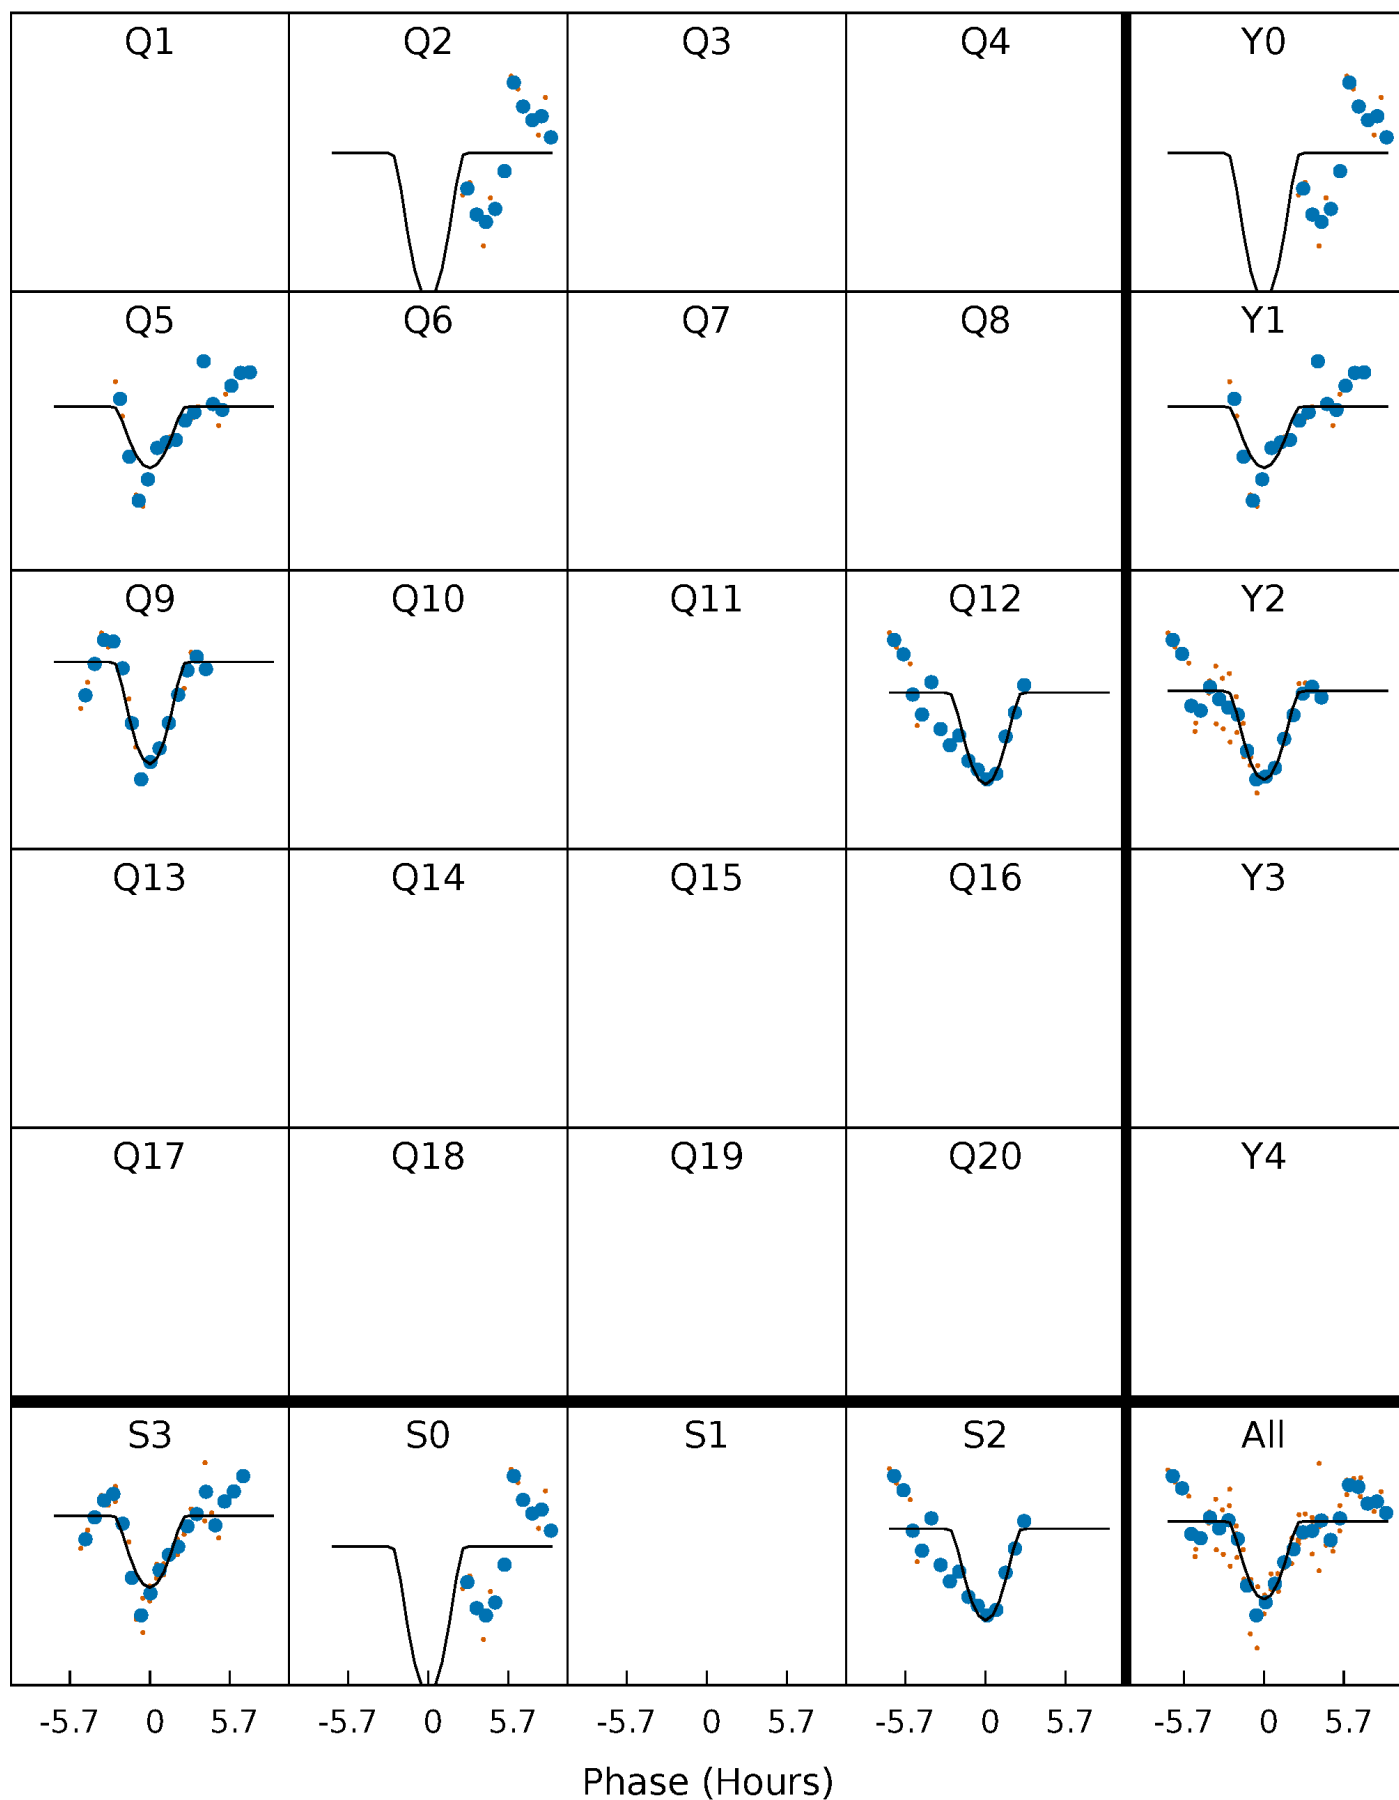 Q1 Q2 Q3 Q4 Y0
Q5 Q6 Q7 Q8 Y1
Q9 Q10 Q11 Q12 Y2
Q13 Q14 Q15 Q16 Y3
Q17 Q18 Q19 Q20 Y4
S3 S0 S1 S2 All
-5.7 0 5.7 -5.7 0 5.7 -5.7 0 5.7 -5.7 0 5.7 -5.7 0 5.7
Phase (Hours)